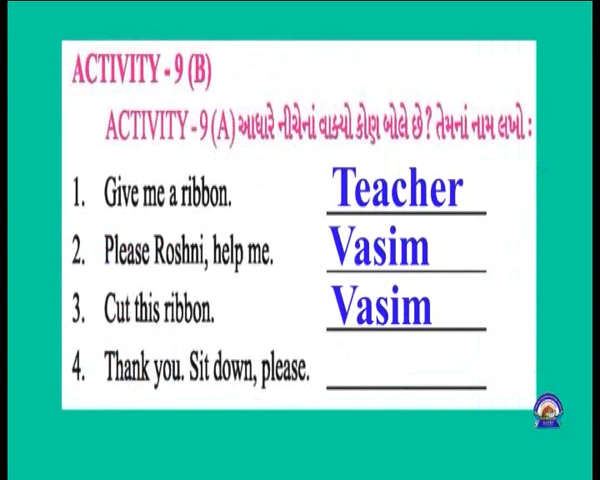 ACTIVITY - 9 (B)
ACTIVITY - 9 (A) આધારે નીચેનાં વાક્યો કોણ બોલે છે? તેમનાં નામ લખો :
1. Give me a ribbon. Teacher
2. Please Roshni, help me. Vasim
3. Cut this ribbon. Vasim
4. Thank you. Sit down, please.